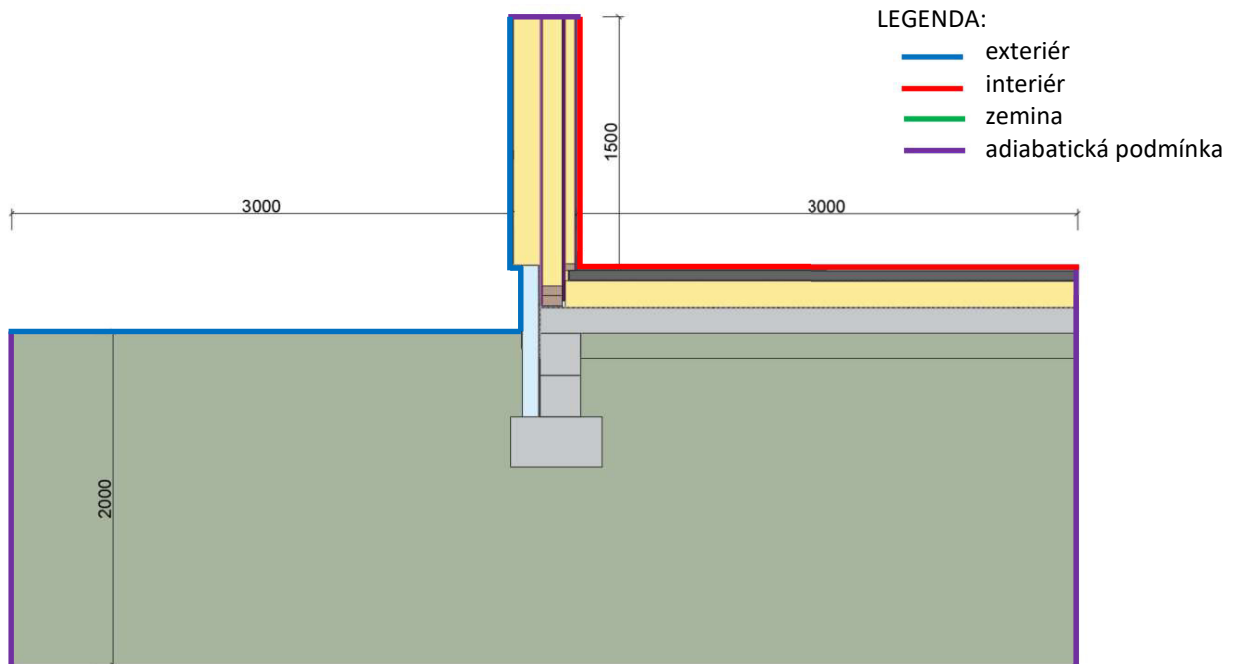 LEGENDA:
exteriér
interiér
zemina
adiabatická podmínka
1500
3000
3000
2000